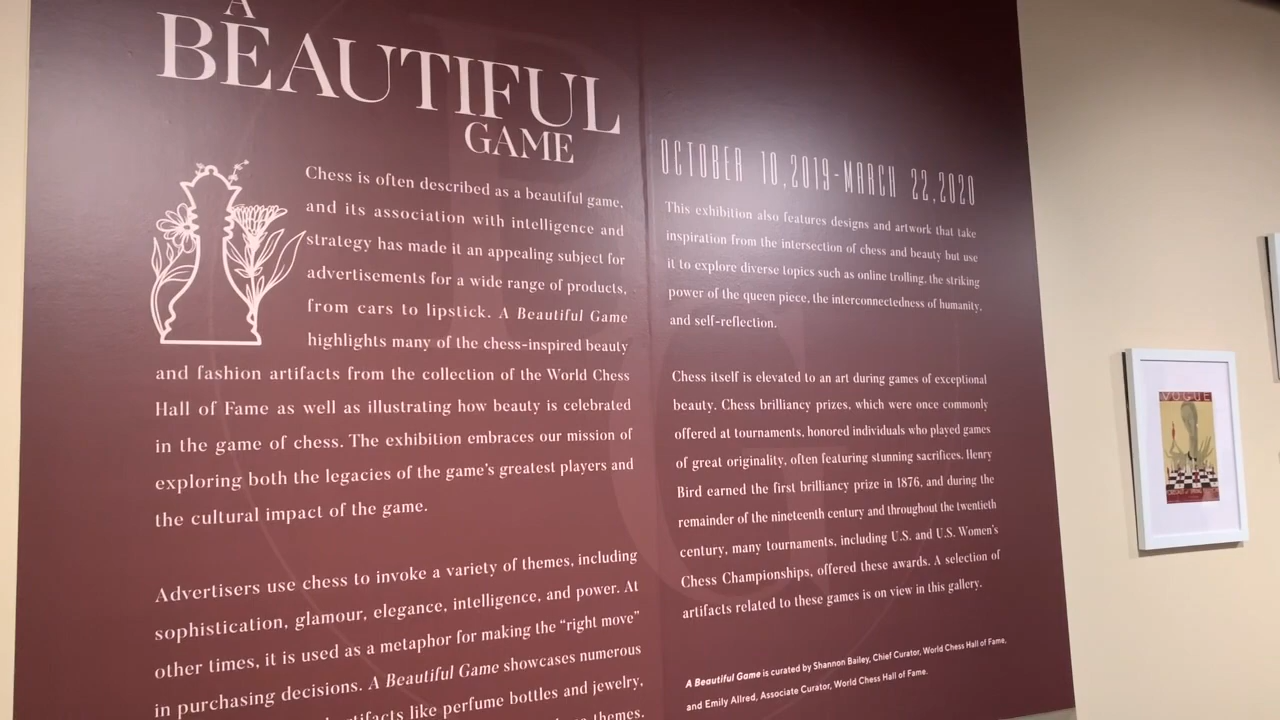 A
BEAUTIFUL
GAME
Chess is often described as a beautiful game,
and its association with intelligence and
strategy has made it an appealing subject for
advertisements for a wide range of products,
from cars to lipstick. A Beautiful Game
highlights many of the chess-inspired beauty
and fashion artifacts from the collection of the World Chess
Hall of Fame as well as illustrating how beauty is celebrated
in the game of chess. The exhibition embraces our mission of
exploring both the legacies of the game's greatest players and
the cultural impact of the game.
Advertisers use chess to invoke a variety of themes, including
sophistication, glamour, elegance, intelligence, and power. At
other times, it is used as a metaphor for making the “right move”
in purchasing decisions. A Beautiful Game showcases numerous
like perfume bottles and jewelry,
themes.
OCTOBER 10,2019-MARCH 22,2020
This exhibition also features designs and artwork that take
inspiration from the intersection of chess and beauty but use
it to explore diverse topics such as online trolling, the striking
power of the queen piece, the interconnectedness of humanity,
and self-reflection.
Chess itself is elevated to an art during games of exceptional
beauty. Chess brilliancy prizes, which were once commonly
offered at tournaments, honored individuals who played games
of great originality, often featuring stunning sacrifices. Henry
Bird earned the first brilliancy prize in 1876, and during the
remainder of the nineteenth century and throughout the twentieth
century, many tournaments, including U.S. and U.S. Women's
Chess Championships, offered these awards. A selection of
artifacts related to these games is on view in this gallery.
A Beautiful Game is curated by Shannon Bailey, Chief Curator, World Chess Hall of Fame,
and Emily Allred, Associate Curator, World Chess Hall of Fame.
VOGUE